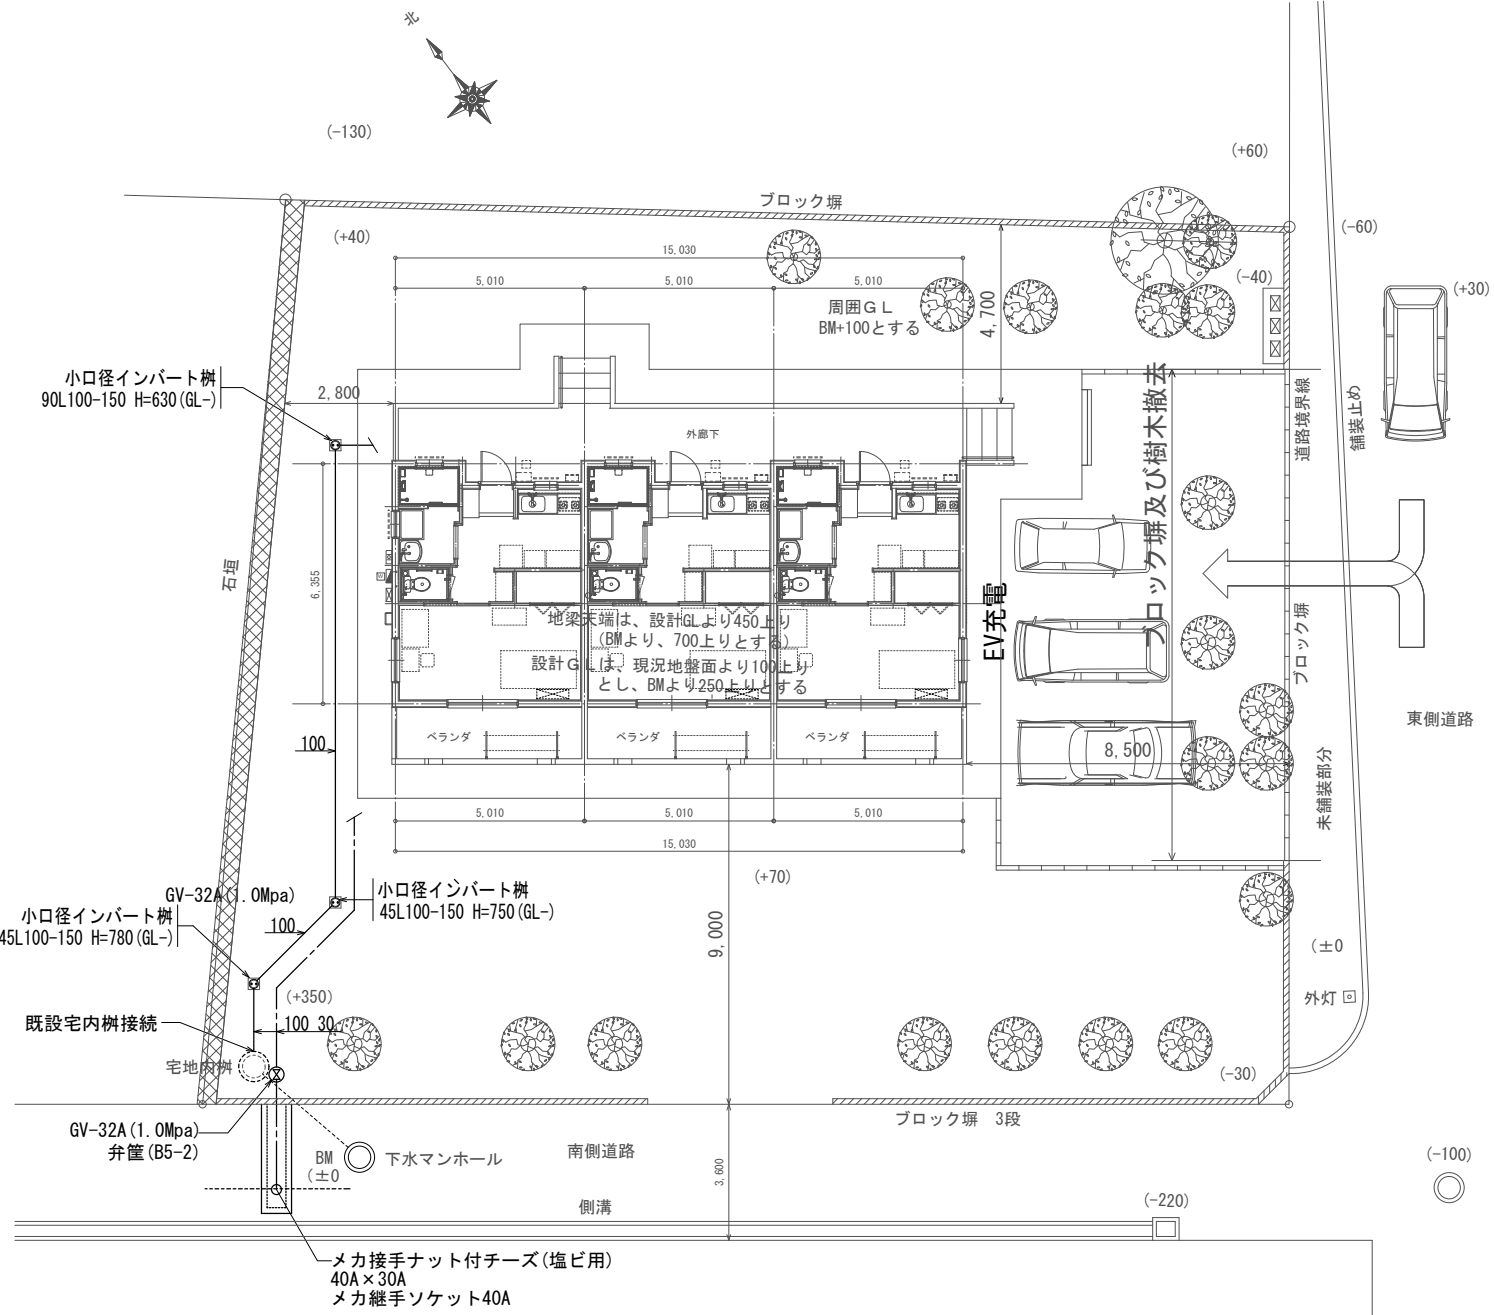 北
(-130)
(+60)
ブロック塀
(-60)
(+40)
15,030
5,010
5,010
5,010
(-40)
(+30)
周囲GL
BM+100とする
4,700
小口径インバート桝
90L100-150 H=630(GL-)
2,800
外廊下
ブロック塀及び樹木撤去
道路境界線
舗装止め
石垣
6,355
地梁天端は、設計GLより450上り
(BMより、700上りとする)
設計GLは、現況地盤面より100上り
とし、BMより250上りとする
EV充電
ブロック塀
東側道路
ベランダ
ベランダ
ベランダ
100
8,500
未舗装部分
5,010
5,010
5,010
15,030
(+70)
GV-32A(1.0Mpa)
小口径インバート桝
45L100-150 H=750(GL-)
小口径インバート桝
45L100-150 H=780(GL-)
100
9,000
(±0
外灯
(+350)
既設宅内桝接続
100 30
宅地内桝
(-30)
ブロック塀 3段
GV-32A(1.0Mpa)
弁筐(B5-2)
BM
(±0
下水マンホール
南側道路
3,600
(-100)
側溝
(-220)
メカ接手ナット付チーズ(塩ビ用)
40A×30A
メカ継手ソケット40A